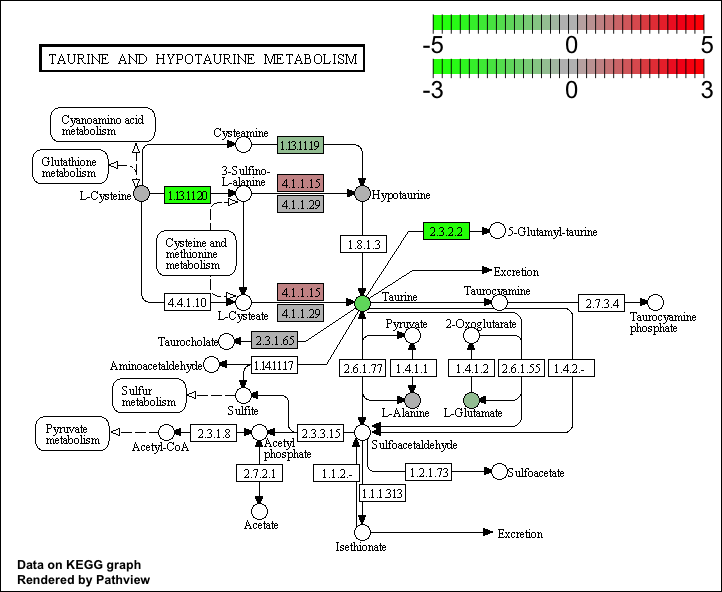 -5 0 5
-3 0 3
TAURINE AND HYPOTAURINE METABOLISM
Cyanoamino acid
metabolism
Glutathione
metabolism
L-Cysteine
Cysteamine
1.13.11.19
3-Sulfino-
L-alanine
4.1.1.15
4.1.1.29
Hypotaurine
1.13.11.20
Cysteine and
methionine
metabolism
1.8.1.3
2.3.2.2
5-Glutamyl-taurine
Excretion
4.4.1.10
L-Cysteate
4.1.1.15
4.1.1.29
Taurine
Taurocyamine
2.7.3.4
Taurocyamine
phosphate
Taurocholate
2.3.1.65
Pyruvate
2-Oxoglutarate
Aminoacetaldehyde
1.14.11.17
2.6.1.77
1.4.1.1
1.4.1.2
2.6.1.55
1.4.2.-
Sulfur
metabolism
Sulfite
L-Alanine
L-Glutamate
Pyruvate
metabolism
Acetyl-CoA
2.3.1.8
Acetyl
phosphate
2.3.3.15
Sulfoacetaldehyde
2.7.2.1
1.1.2.-
1.2.1.73
Sulfoacetate
1.1.1.313
Acetate
Isethionate
Excretion
Data on KEGG graph
Rendered by Pathview